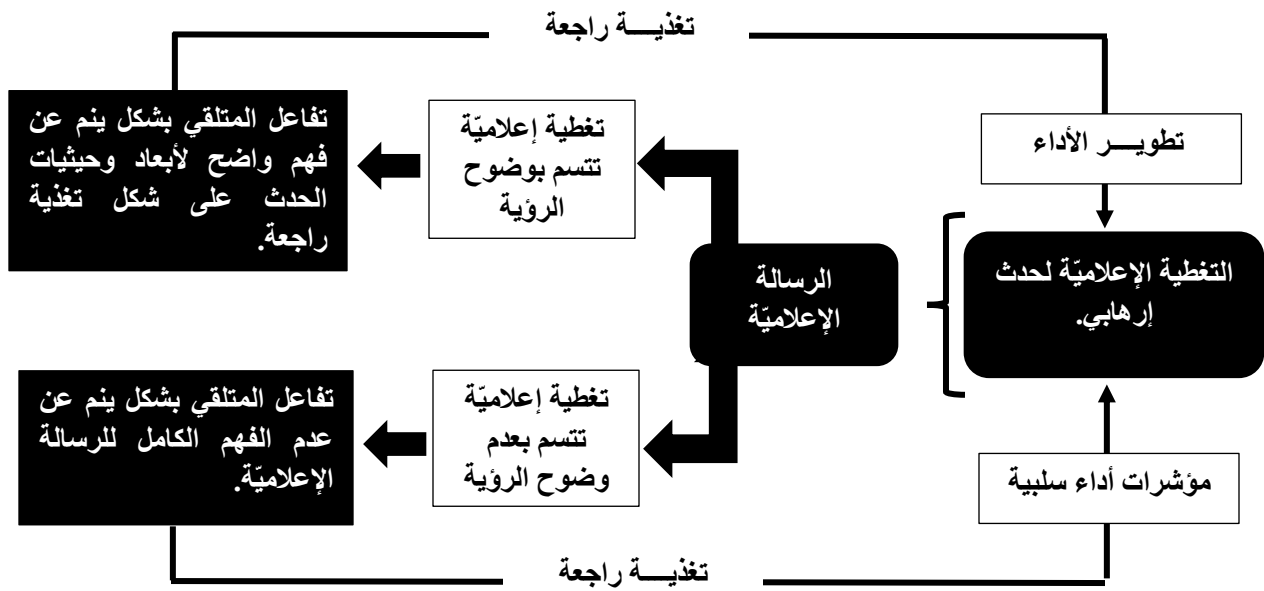 تغذيـــة راجعة
تطويـــر الأداء
التغطية الإعلاميّة لحدث
إرهابي.
مؤشرات أداء سلبية
الرسالة
الإعلاميّة
تغطية إعلاميّة
تتسم بوضوح
الرؤية
تفاعل المتلقي بشكل ينم عن
فهم واضح لأبعاد وحيثيات
الحدث على شكل تغذية
راجعة.
تغطية إعلاميّة
تتسم بعدم
وضوح الرؤية
تفاعل المتلقي بشكل ينم عن
عدم الفهم الكامل للرسالة
الإعلاميّة.
تغذيـــة راجعة